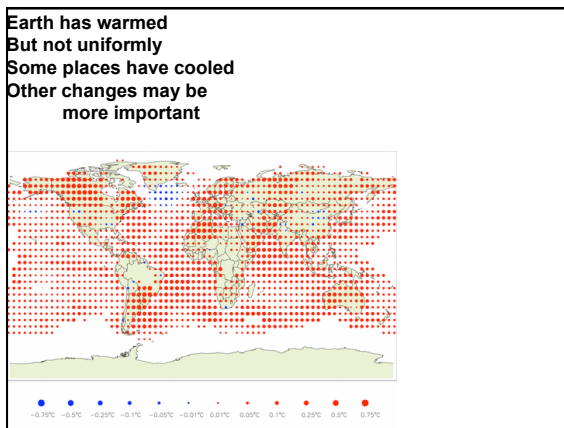 Earth has warmed
But not uniformly
Some places have cooled
Other changes may be
more important
−0.75°C −0.5°C −0.25°C −0.1°C −0.05°C −0.01°C 0.01°C 0.05°C 0.1°C 0.25°C 0.5°C 0.75°C